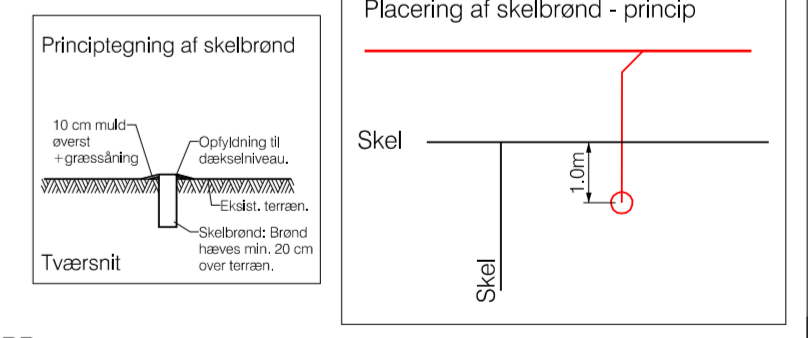 Principtegning af skelbrønd
10 cm muld
øverst
+græssåning
Opfyldning til
dækselniveau.
Eksist. terræn.
Skelbrønd: Brønd
hæves min. 20 cm
over terræn.
Tværsnit
Placering af skelbrønd - princip
Skel
1.0m
Skel